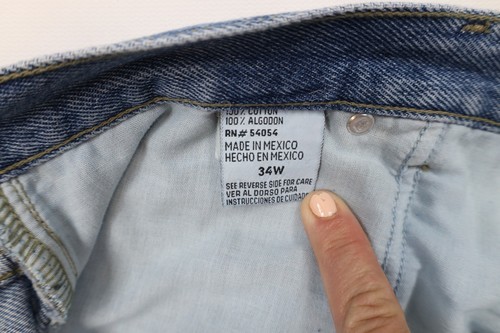 100% COTTON
100% ALGODON
RN# 54054
MADE IN MEXICO
HECHO EN MEXICO
34W
SEE REVERSE SIDE FOR CARE
VER AL DORSO PARA
INSTRUCCIONES DE CUIDADO